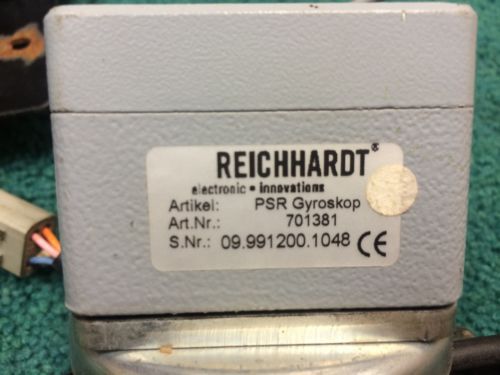 REICHHARDT®
electronic • innovations
Artikel: PSR Gyroskop
Art.Nr.: 701381
S.Nr.: 09.991200.1048 CE